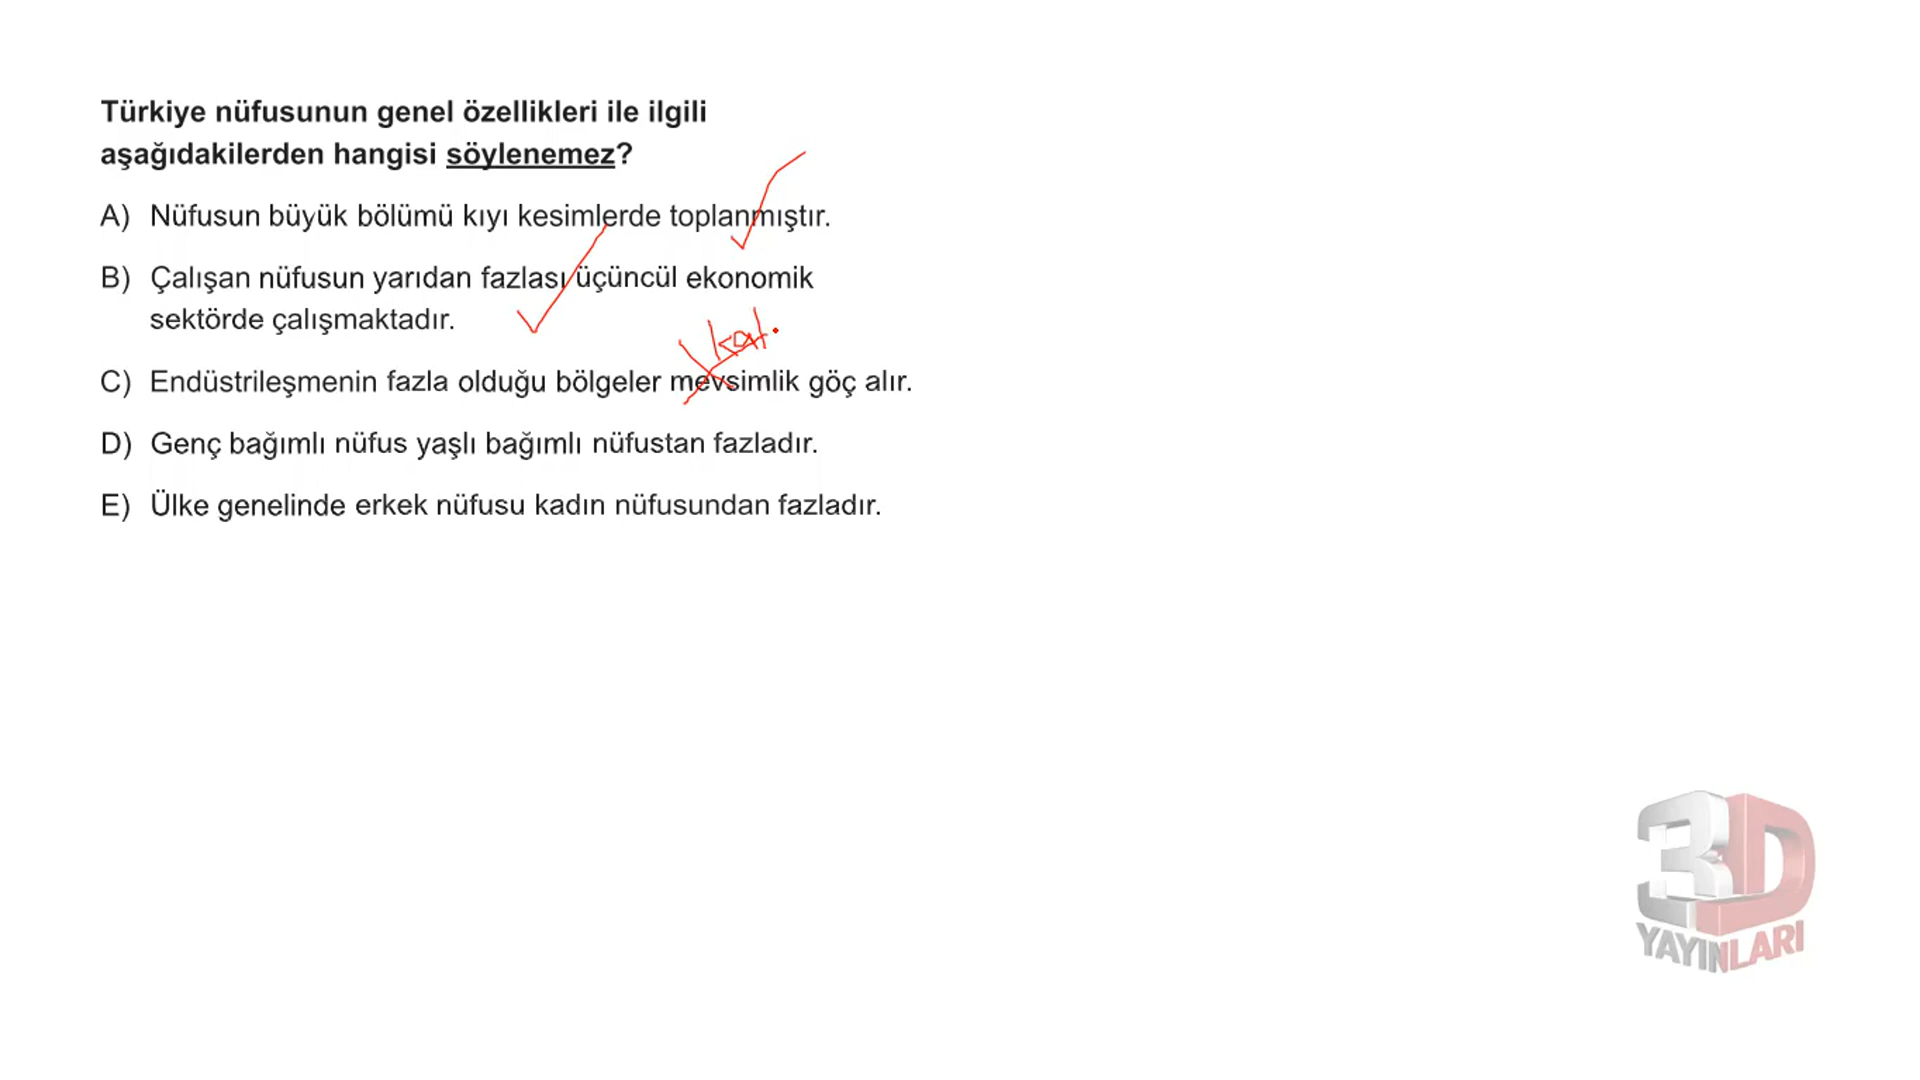 Türkiye nüfusunun genel özellikleri ile ilgili
aşağıdakilerden hangisi söylenemez?
A) Nüfusun büyük bölümü kıyı kesimlerde toplanmıştır.
B) Çalışan nüfusun yarıdan fazlası üçüncül ekonomik
sektörde çalışmaktadır.
kal
C) Endüstrileşmenin fazla olduğu bölgeler mevsimlik göç alır.
D) Genç bağımlı nüfus yaşlı bağımlı nüfustan fazladır.
E) Ülke genelinde erkek nüfusu kadın nüfusundan fazladır.
3D
YAYINLARI